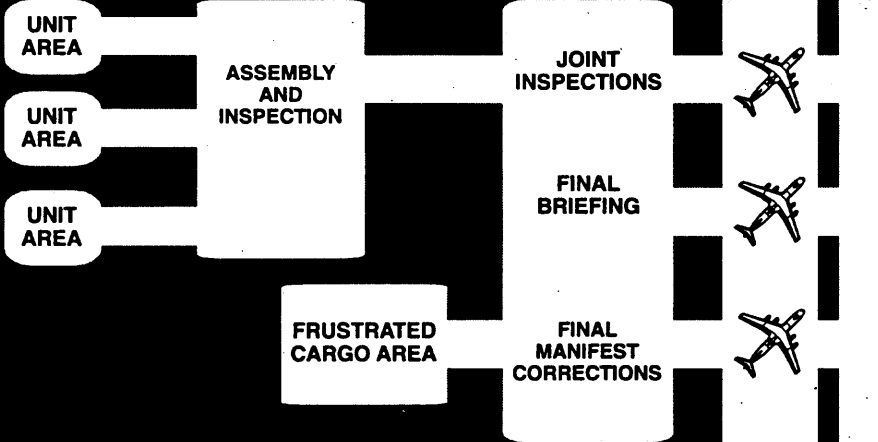 UNIT
AREA
UNIT
AREA
UNIT
AREA
ASSEMBLY
AND
INSPECTION
FRUSTRATED
CARGO AREA
JOINT
INSPECTIONS
FINAL
BRIEFING
FINAL
MANIFEST
CORRECTIONS